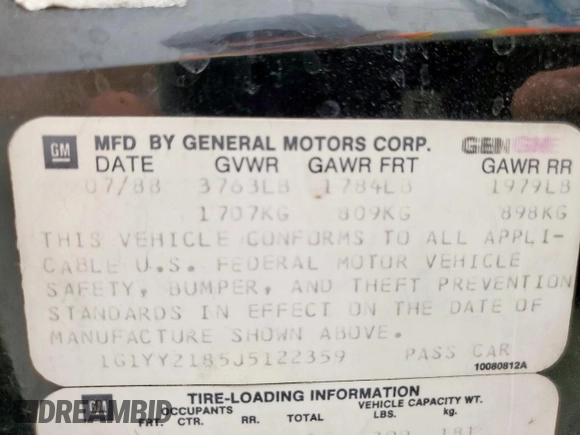 GM MFD BY GENERAL MOTORS CORP. GEN GME
DATE GVWR GAWR FRT GAWR RR
07/88 3763LB 1784LB 1979LB
1707KG 809KG 898KG
THIS VEHICLE CONFORMS TO ALL APPLI-
CABLE U.S. FEDERAL MOTOR VEHICLE
SAFETY, BUMPER, AND THEFT PREVENTION
STANDARDS IN EFFECT ON THE DATE OF
MANUFACTURE SHOWN ABOVE.
1G1YY2185J5122359 PASS CAR
10080812A
GM TIRE-LOADING INFORMATION
OCCUPANTS VEHICLE CAPACITY WT.
FRT. CTR. RR. TOTAL LBS. kg.
DREAMBID